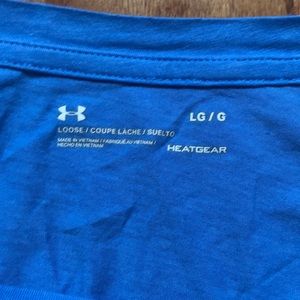 LG / G
LOOSE / COUPE LÂCHE / SUELTO
MADE IN VIETNAM / FABRIQUÉ AU VIETNAM /
HECHO EN VIETNAM
HEATGEAR